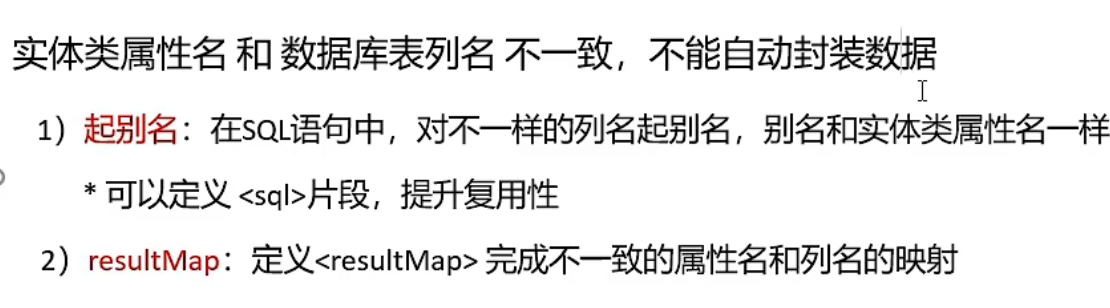 实体类属性名 和 数据库表列名 不一致，不能自动封装数据
1）起别名：在SQL语句中，对不一样的列名起别名，别名和实体类属性名一样
* 可以定义 <sql>片段，提升复用性
2）resultMap：定义<resultMap> 完成不一致的属性名和列名的映射